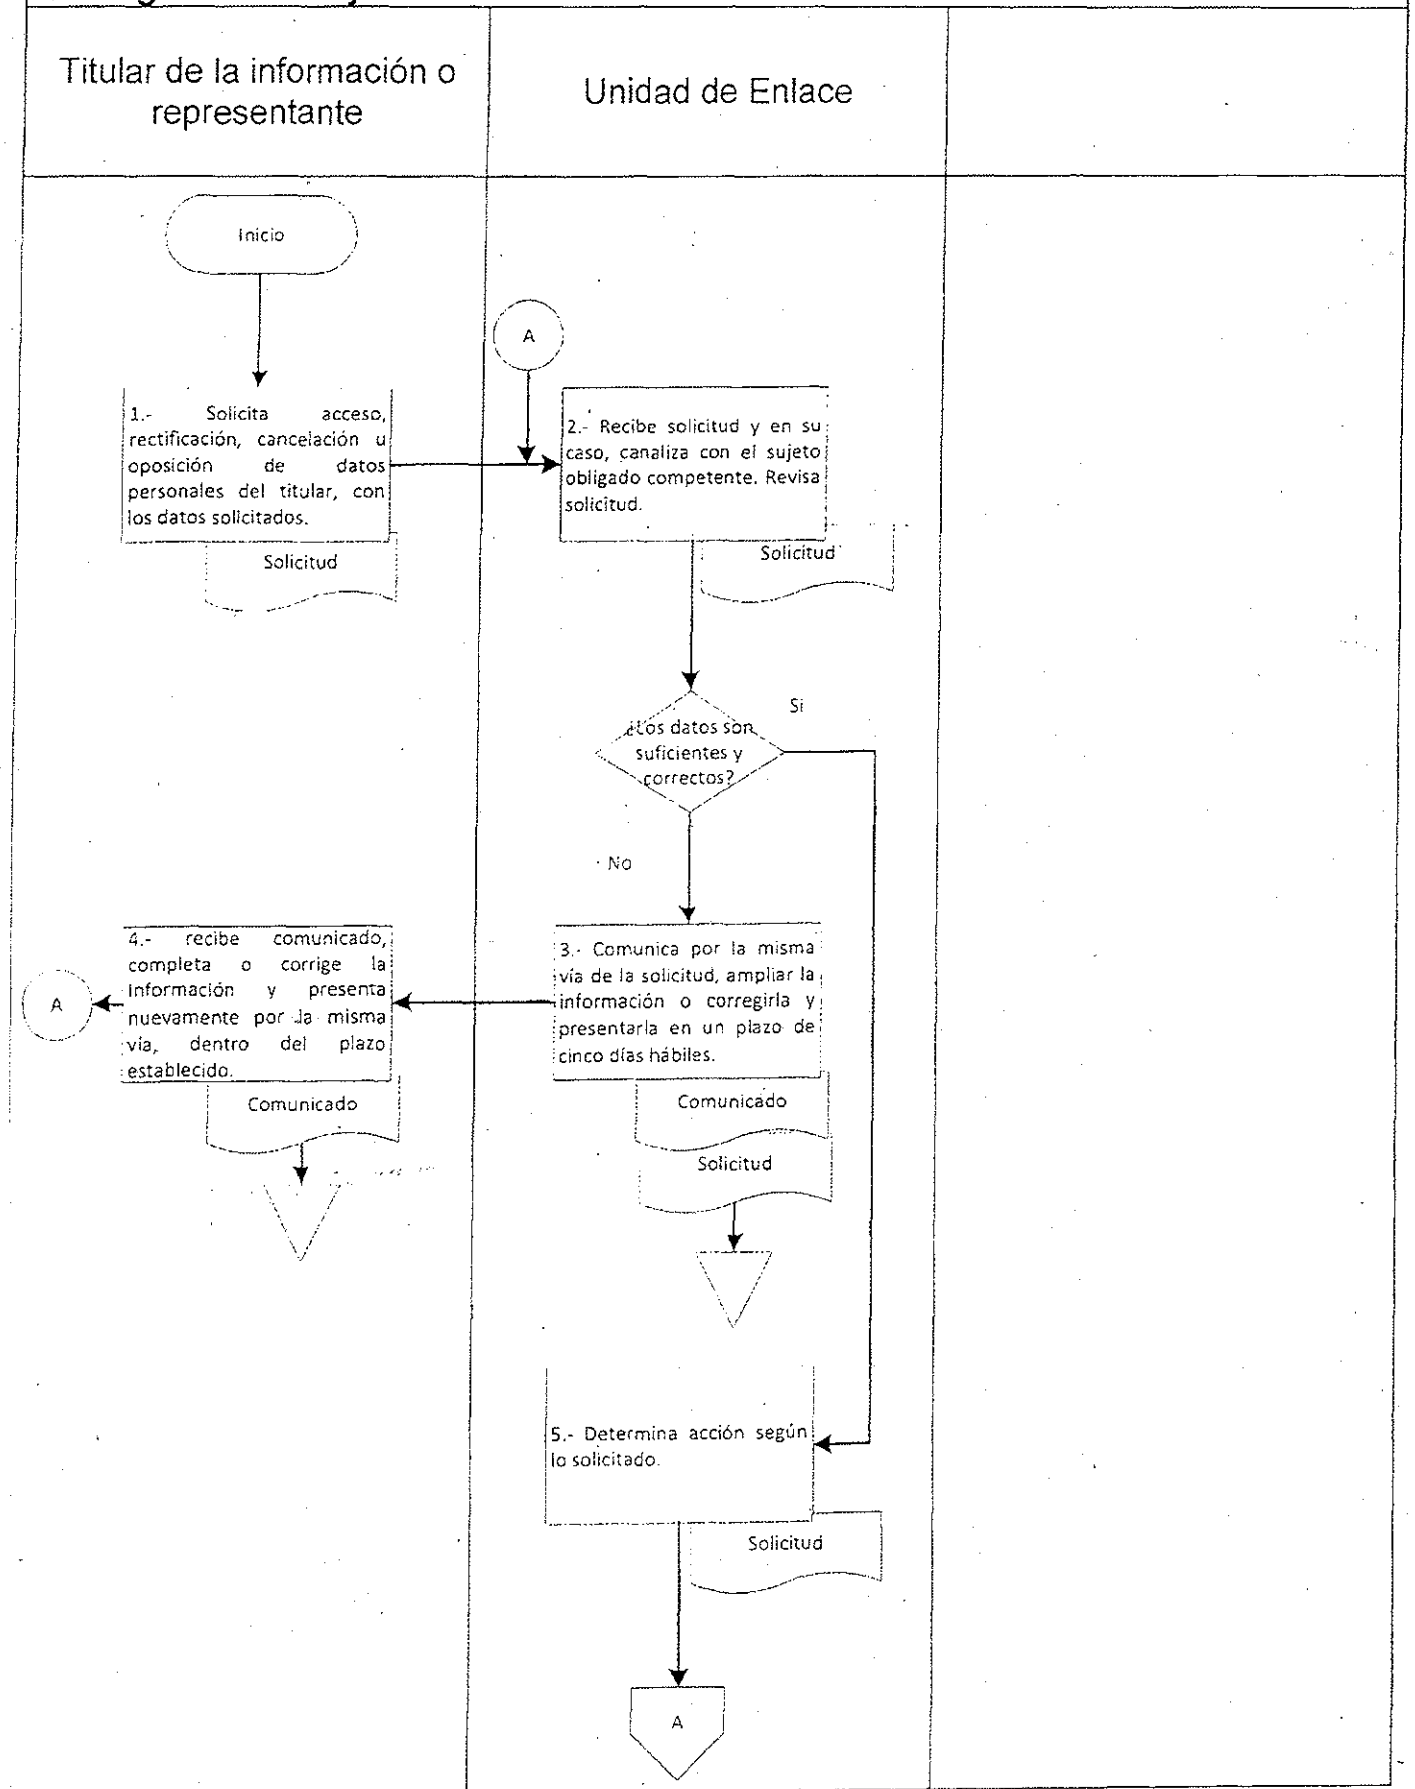 Titular de la información o
representante
Unidad de Enlace
Inicio
A
1.- Solicita acceso,
rectificación, cancelación u
oposición de datos
personales del titular, con
los datos solicitados.
Solicitud
2.- Recibe solicitud y en su
caso, canaliza con el sujeto
obligado competente. Revisa
solicitud.
Solicitud
¿Los datos son
suficientes y
correctos?
Si
No
3.- Comunica por la misma
vía de la solicitud, ampliar la
información o corregirla y
presentarla en un plazo de
cinco días hábiles.
Comunicado
Solicitud
4.- recibe comunicado,
completa o corrige la
información y presenta
nuevamente por la misma
vía, dentro del plazo
establecido.
Comunicado
A
5.- Determina acción según
lo solicitado.
Solicitud
A